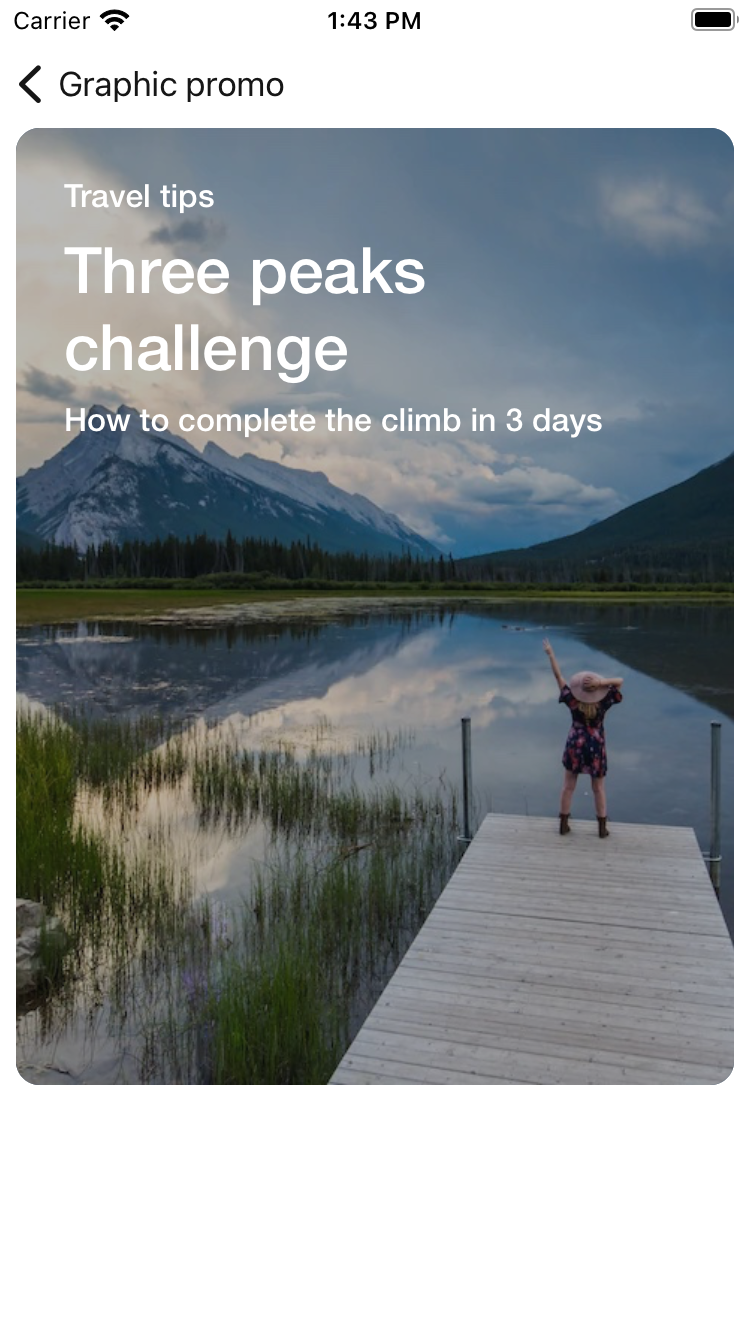 Carrier 1:43 PM
Graphic promo
Travel tips
Three peaks
challenge
How to complete the climb in 3 days